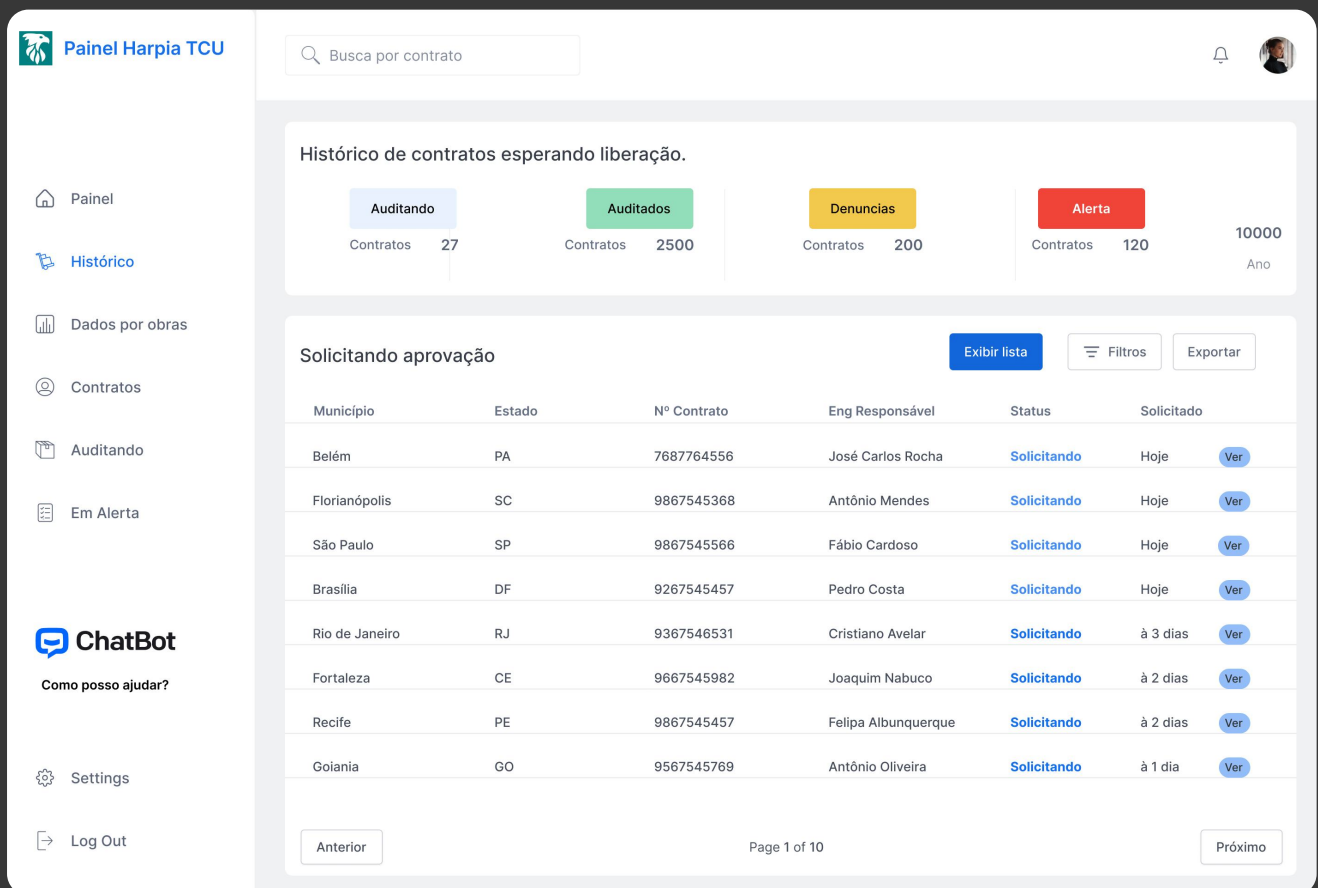 Painel Harpia TCU
Busca por contrato
Painel
Histórico
Dados por obras
Contratos
Auditando
Em Alerta
ChatBot
Como posso ajudar?
Settings
Log Out
Histórico de contratos esperando liberação.
Auditando Auditados Denuncias Alerta
Contratos 27 Contratos 2500 Contratos 200 Contratos 120 10000
Ano
Solicitando aprovação Exibir lista Filtros Exportar
Município Estado Nº Contrato Eng Responsável Status Solicitado
Belém PA 7687764556 José Carlos Rocha Solicitando Hoje Ver
Florianópolis SC 9867545368 Antônio Mendes Solicitando Hoje Ver
São Paulo SP 9867545566 Fábio Cardoso Solicitando Hoje Ver
Brasília DF 9267545457 Pedro Costa Solicitando Hoje Ver
Rio de Janeiro RJ 9367546531 Cristiano Avelar Solicitando à 3 dias Ver
Fortaleza CE 9667545982 Joaquim Nabuco Solicitando à 2 dias Ver
Recife PE 9867545457 Felipa Albunquerque Solicitando à 2 dias Ver
Goiania GO 9567545769 Antônio Oliveira Solicitando à 1 dia Ver
Anterior Page 1 of 10 Próximo